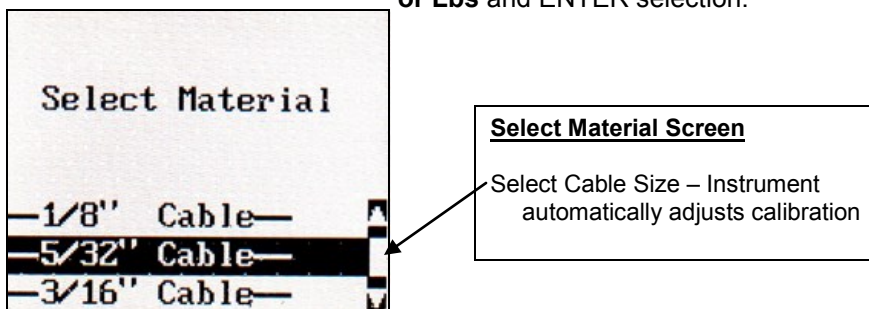 or Lbs and ENTER selection.
Select Material
—1/8'' Cable—
—5/32'' Cable—
—3/16'' Cable—
Select Material Screen
Select Cable Size – Instrument
automatically adjusts calibration